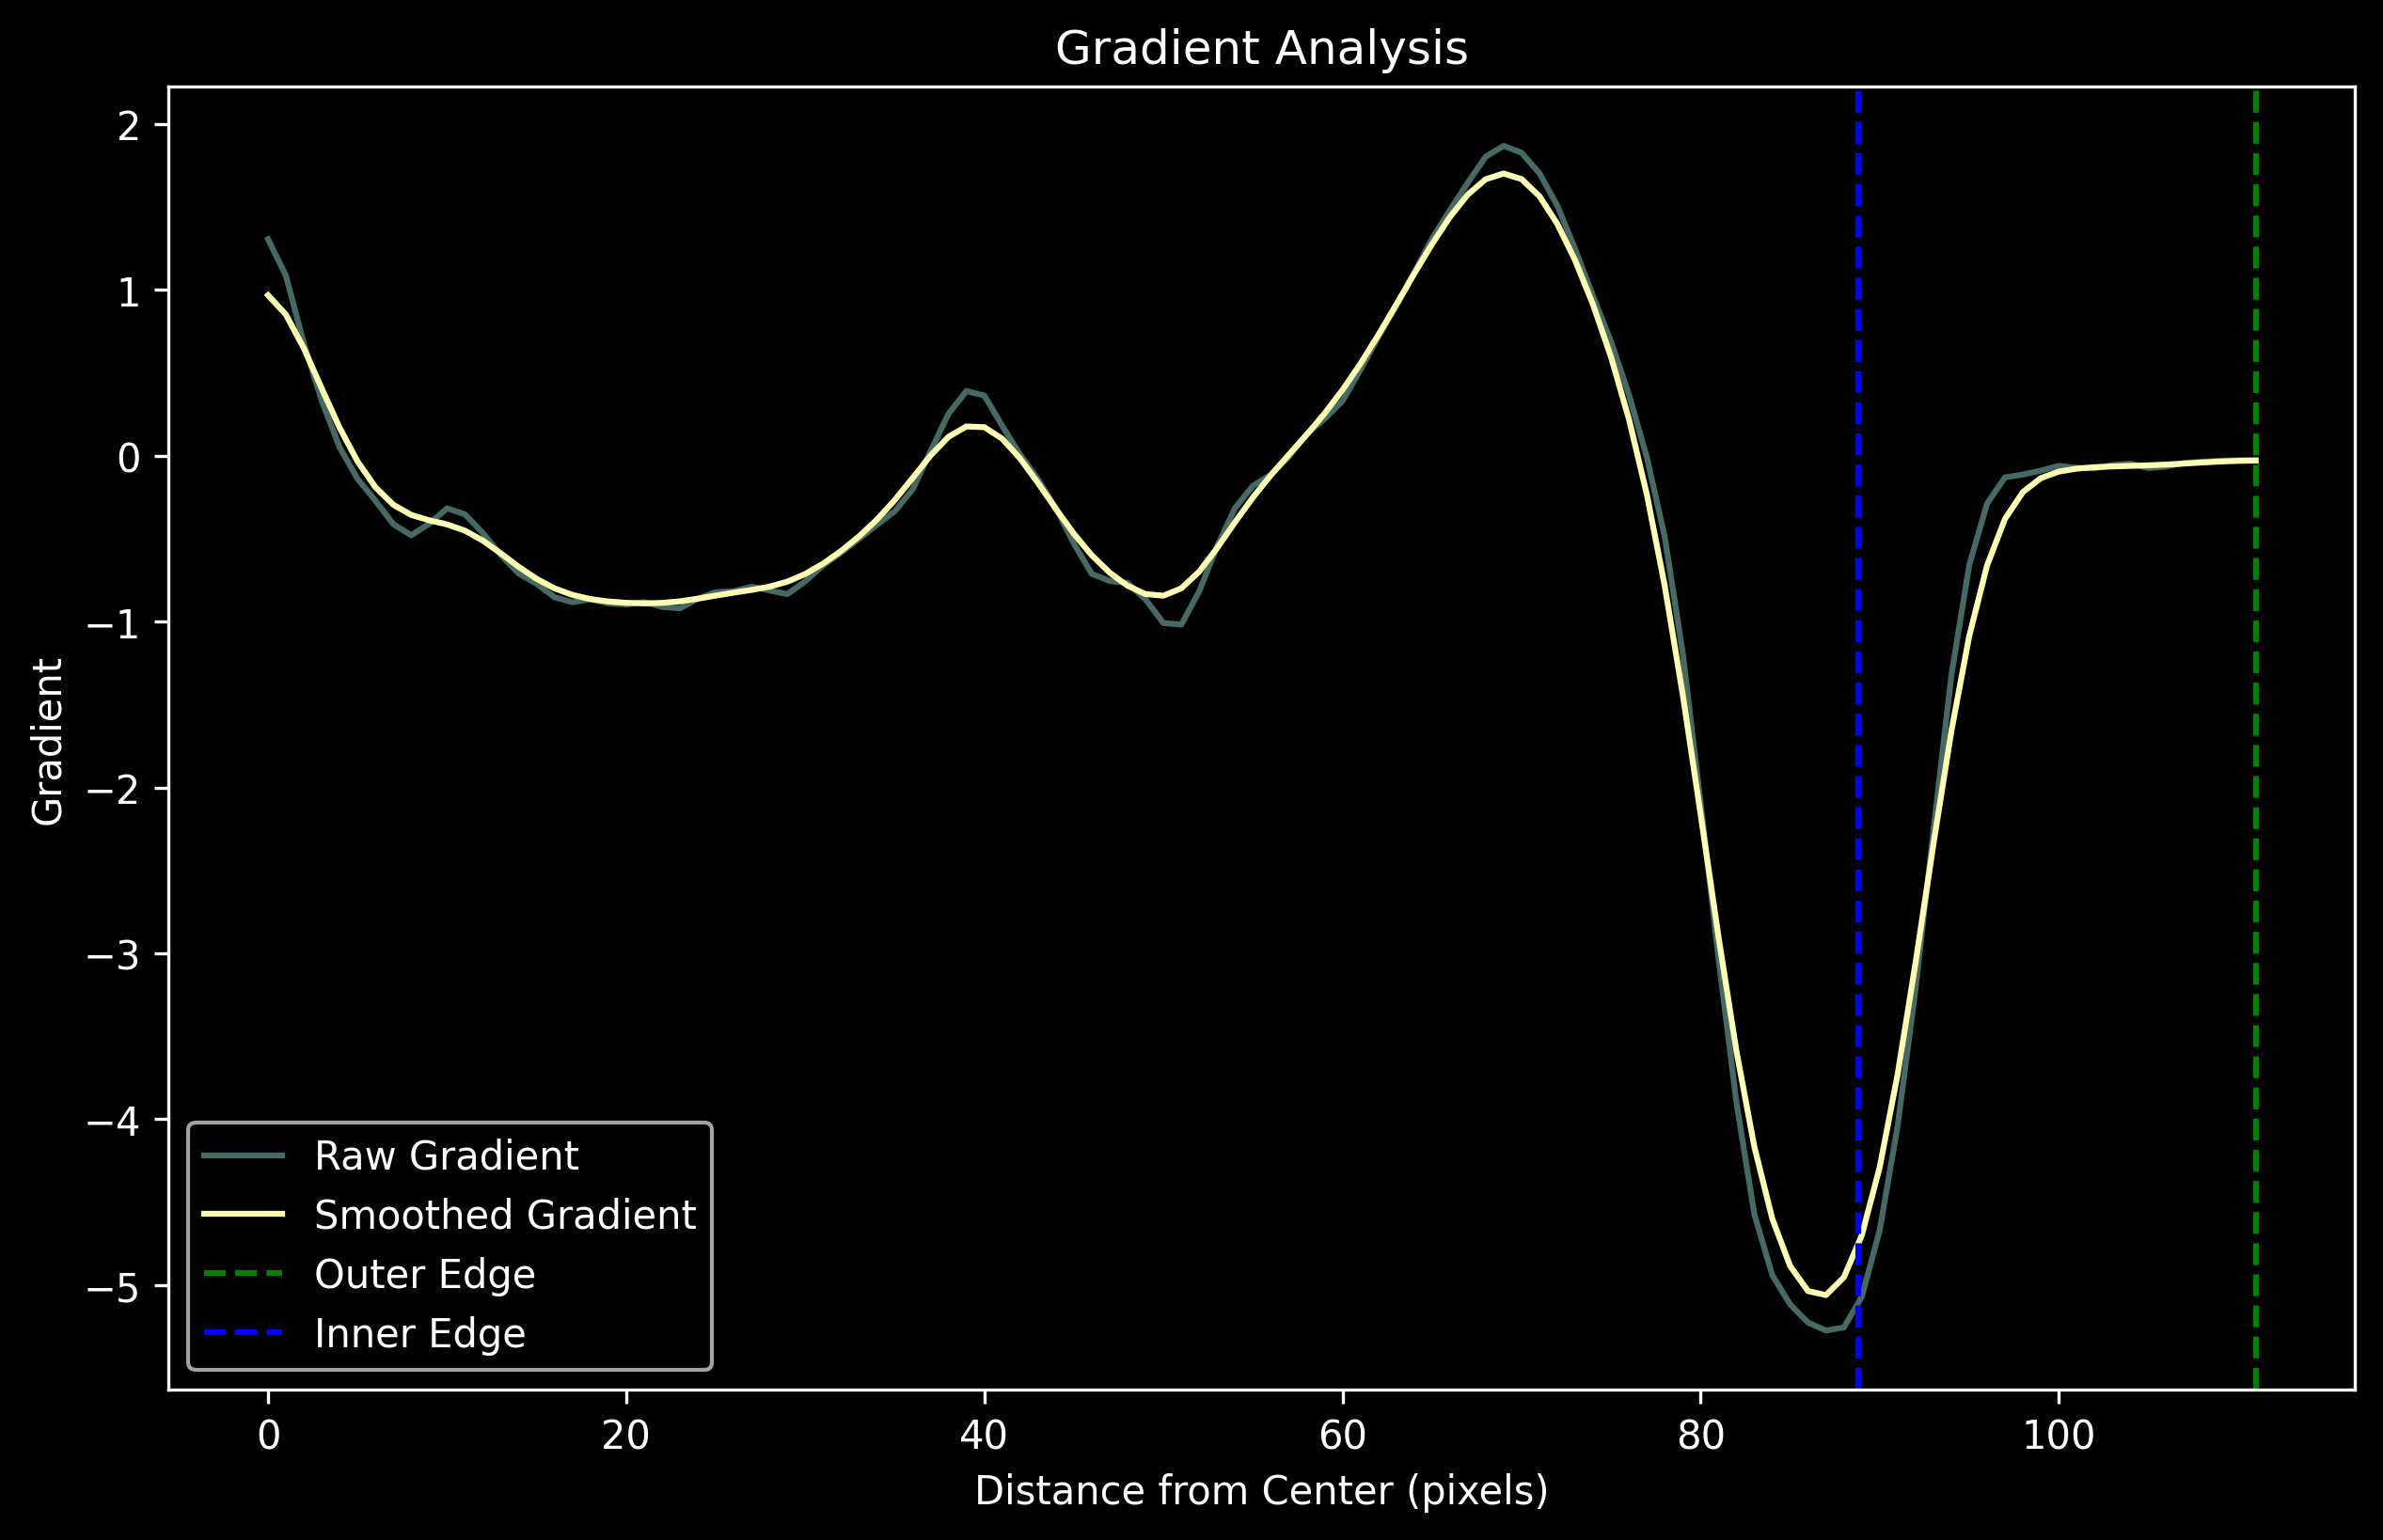 Gradient Analysis
2
1
0
−1
−2
−3
−4
−5
Gradient
Raw Gradient
Smoothed Gradient
Outer Edge
Inner Edge
0 20 40 60 80 100
Distance from Center (pixels)